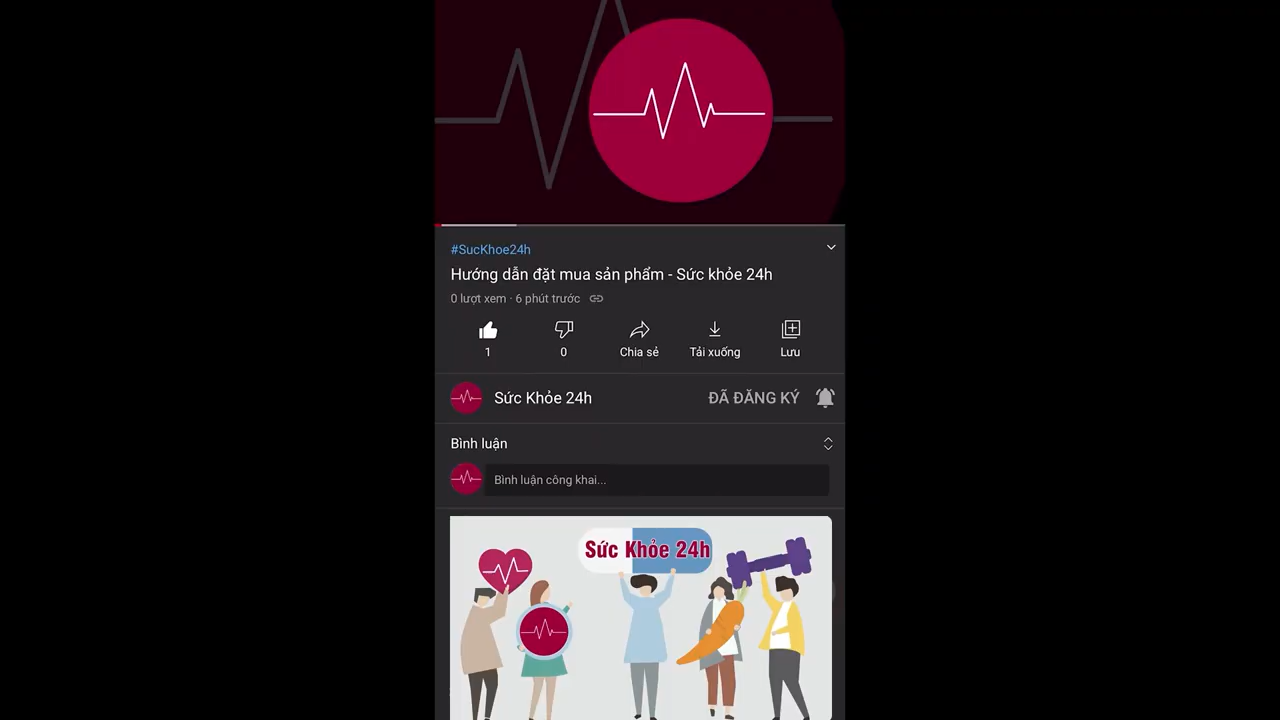 #SucKhoe24h
Hướng dẫn đặt mua sản phẩm - Sức khỏe 24h
0 lượt xem · 6 phút trước
1
0
Chia sẻ
Tải xuống
Lưu
Sức Khỏe 24h
ĐÃ ĐĂNG KÝ
Bình luận
Bình luận công khai...
Sức Khỏe 24h